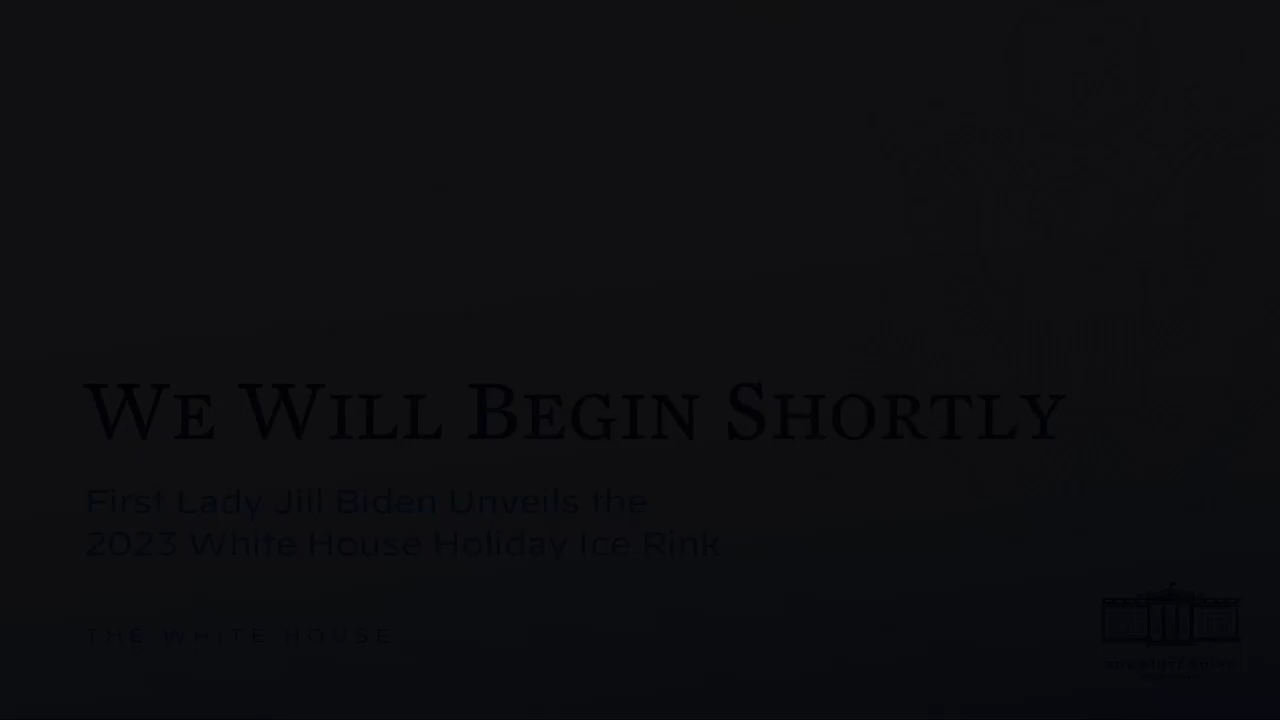 WE WILL BEGIN SHORTLY
First Lady Jill Biden Unveils the
2023 White House Holiday Ice Rink
THE WHITE HOUSE